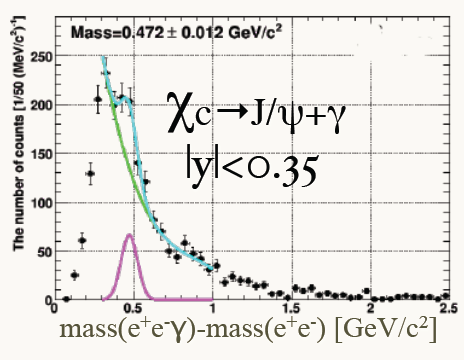 Mass=0.472 ± 0.012 GeV/c²
The number of counts [1/50 (MeV/c²)⁻¹]
250
200
150
100
50
0
χc→J/ψ+γ
|y|<0.35
0 0.5 1 1.5 2 2.5
mass(e⁺e⁻γ)-mass(e⁺e⁻) [GeV/c²]